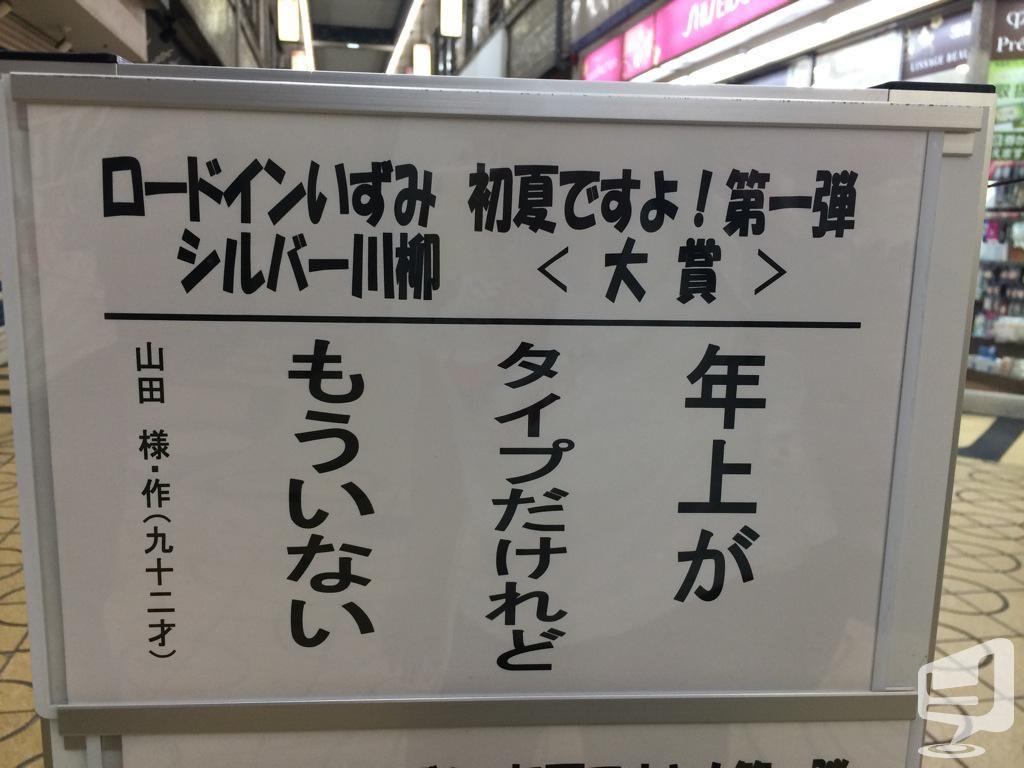 ロードインいずみ 初夏ですよ！第一弾
シルバー川柳 ＜大賞＞
年上が
タイプだけれど
もういない
山田 様・作（九十二才）
SHISEIDO